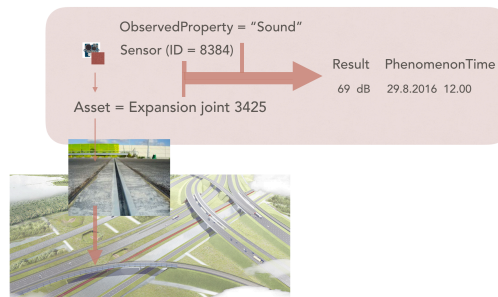 ObservedProperty = “Sound”
Sensor (ID = 8384)
Result PhenomenonTime
69 dB 29.8.2016 12.00
Asset = Expansion joint 3425